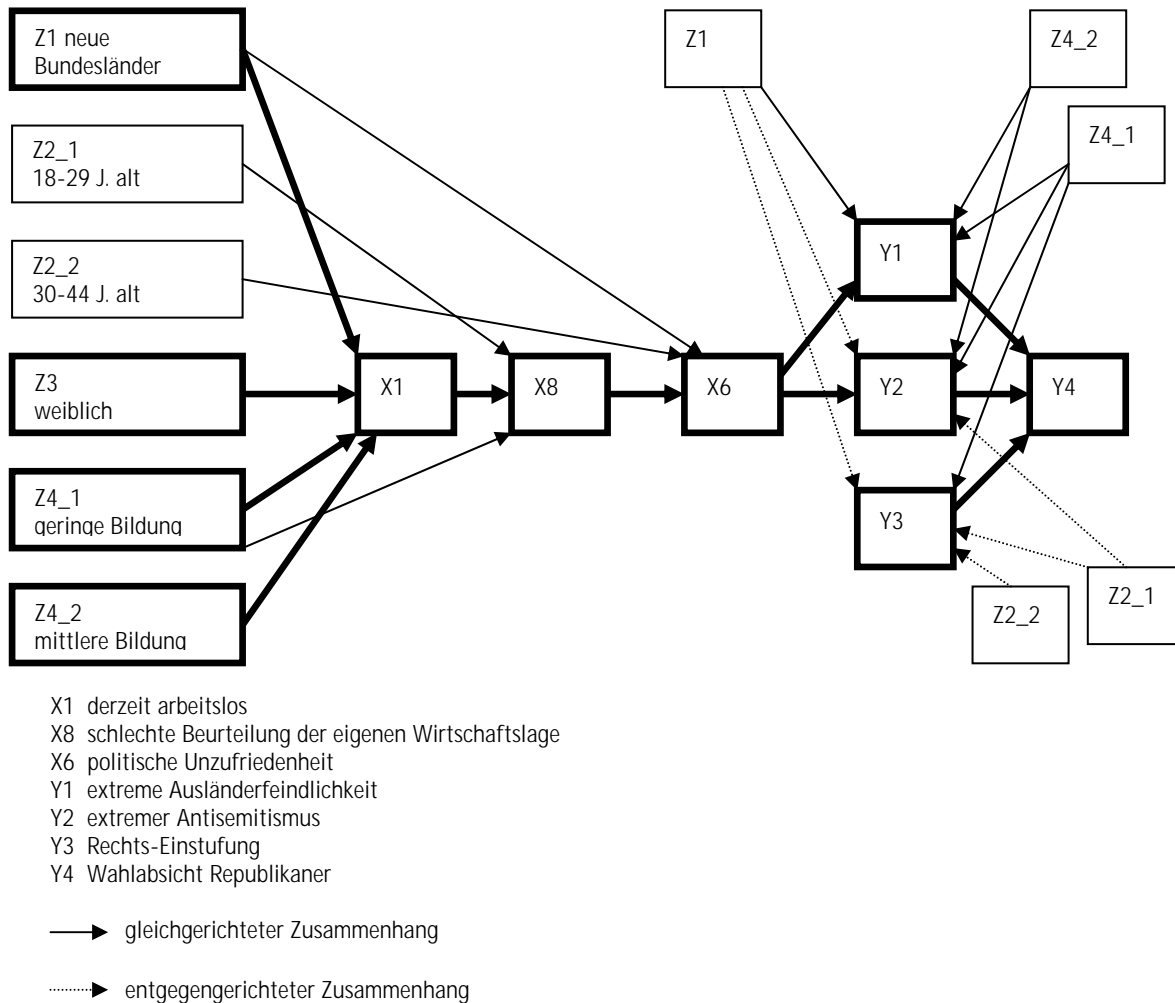 Z1 neue
Bundesländer
Z2_1
18-29 J. alt
Z2_2
30-44 J. alt
Z3
weiblich
Z4_1
geringe Bildung
Z4_2
mittlere Bildung
X1
X8
X6
Z1
Z4_2
Z4_1
Y1
Y2
Y4
Y3
Z2_2
Z2_1
X1 derzeit arbeitslos
X8 schlechte Beurteilung der eigenen Wirtschaftslage
X6 politische Unzufriedenheit
Y1 extreme Ausländerfeindlichkeit
Y2 extremer Antisemitismus
Y3 Rechts-Einstufung
Y4 Wahlabsicht Republikaner
gleichgerichteter Zusammenhang
entgegengerichteter Zusammenhang